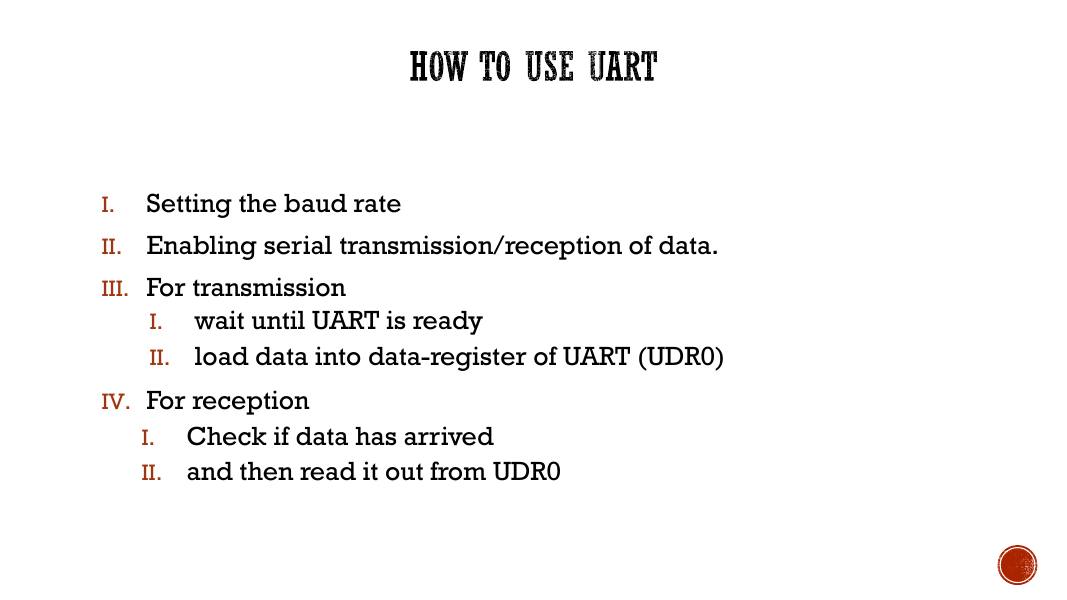 HOW TO USE UART
I. Setting the baud rate
II. Enabling serial transmission/reception of data.
III. For transmission
I. wait until UART is ready
II. load data into data-register of UART (UDR0)
IV. For reception
I. Check if data has arrived
II. and then read it out from UDR0